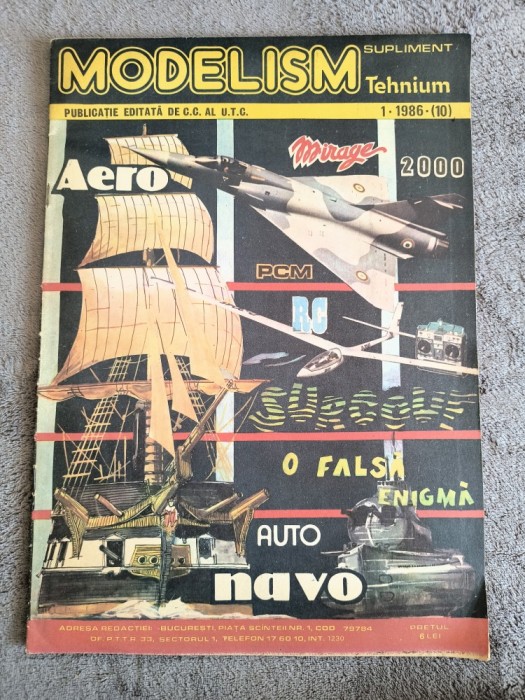 MODELISM
SUPLIMENT
Tehnium
PUBLICAȚIE EDITATĂ DE C.C. AL U.T.C.
1·1986·(10)
Aero
Mirage
2000
PCM
RC
SURCOUF
O FALSĂ
ENIGMĂ
AUTO
navo
ADRESA REDACȚIEI: BUCUREȘTI, PIAȚA SCÎNTEII NR. 1, COD 79784
OF. P.T.T.R. 33, SECTORUL 1, TELEFON 17 60 10, INT. 1230
PREȚUL
6 LEI